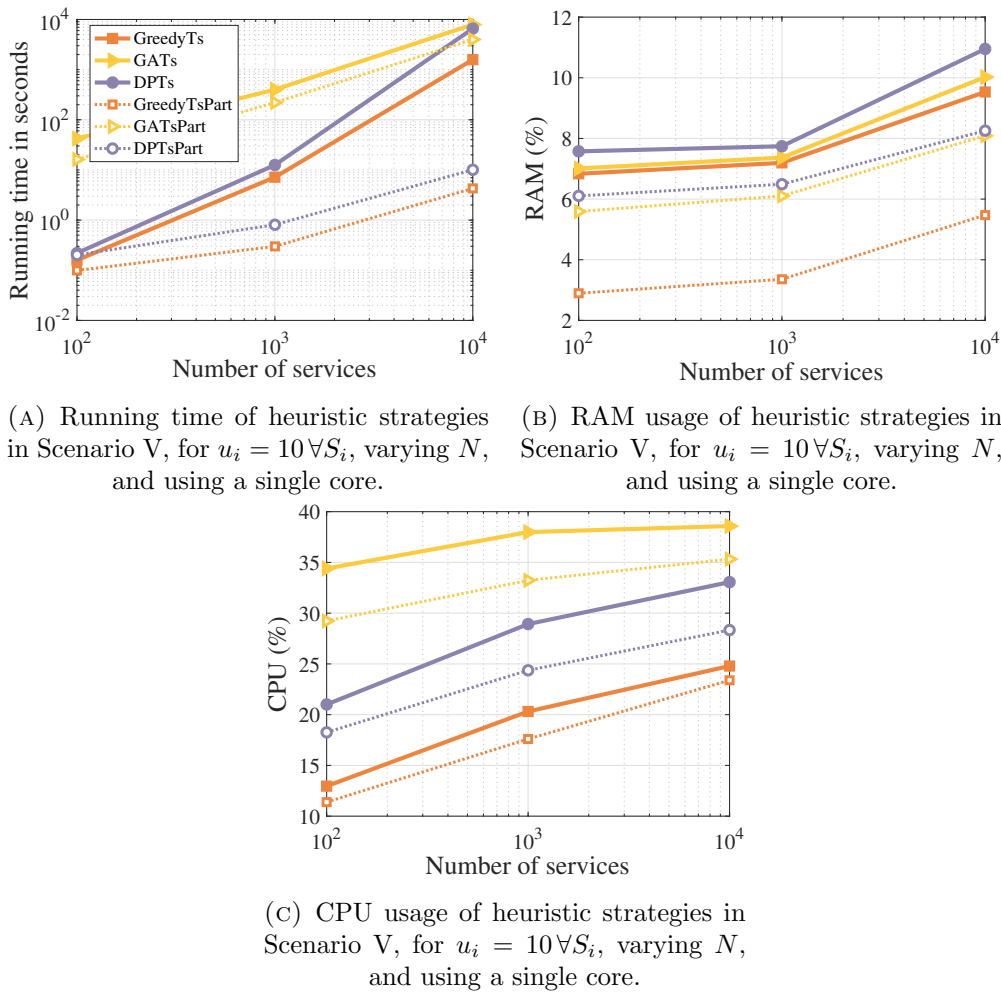 10^4
10^2
10^0
10^-2
Running time in seconds
GreedyTs
GATs
DPTs
GreedyTsPart
GATsPart
DPTsPart
10^2 10^3 10^4
Number of services
12
10
8
6
4
2
RAM (%)
10^2 10^3 10^4
Number of services
(A) Running time of heuristic strategies
in Scenario V, for u_i = 10 ∀S_i, varying N,
and using a single core.
(B) RAM usage of heuristic strategies in
Scenario V, for u_i = 10 ∀S_i, varying N,
and using a single core.
40
35
30
25
20
15
10
CPU (%)
10^2 10^3 10^4
Number of services
(C) CPU usage of heuristic strategies in
Scenario V, for u_i = 10 ∀S_i, varying N,
and using a single core.